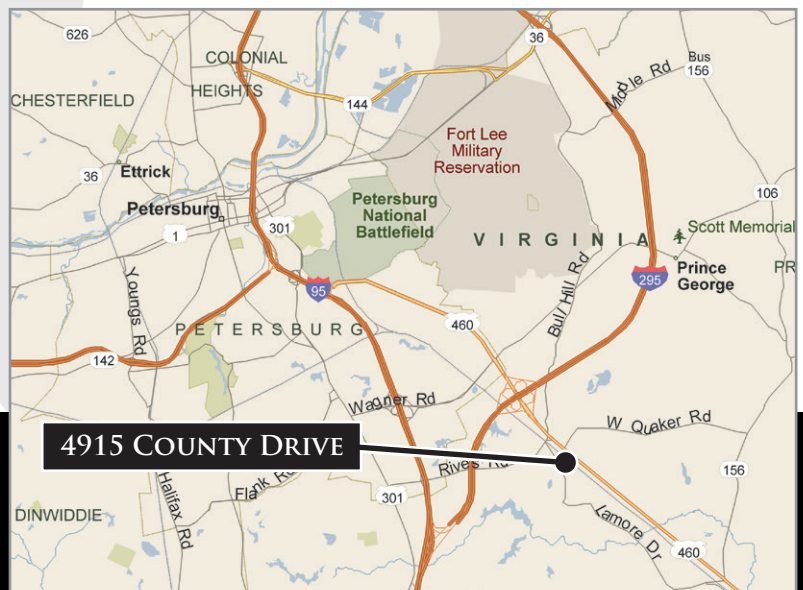 626
COLONIAL
HEIGHTS
36
Bus
156
Middle Rd
CHESTERFIELD
144
Fort Lee
Military
Reservation
36
Ettrick
Petersburg
National
Battlefield
106
Petersburg
1
301
VIRGINIA
Scott Memorial
Prince
George
PR
Bull Hill Rd
295
95
Youngs Rd
PETERSBURG
460
142
Wagner Rd
W Quaker Rd
4915 COUNTY DRIVE
Rives Rd
156
Halifax Rd
Flank Rd
301
DINWIDDIE
Lamore Dr
460